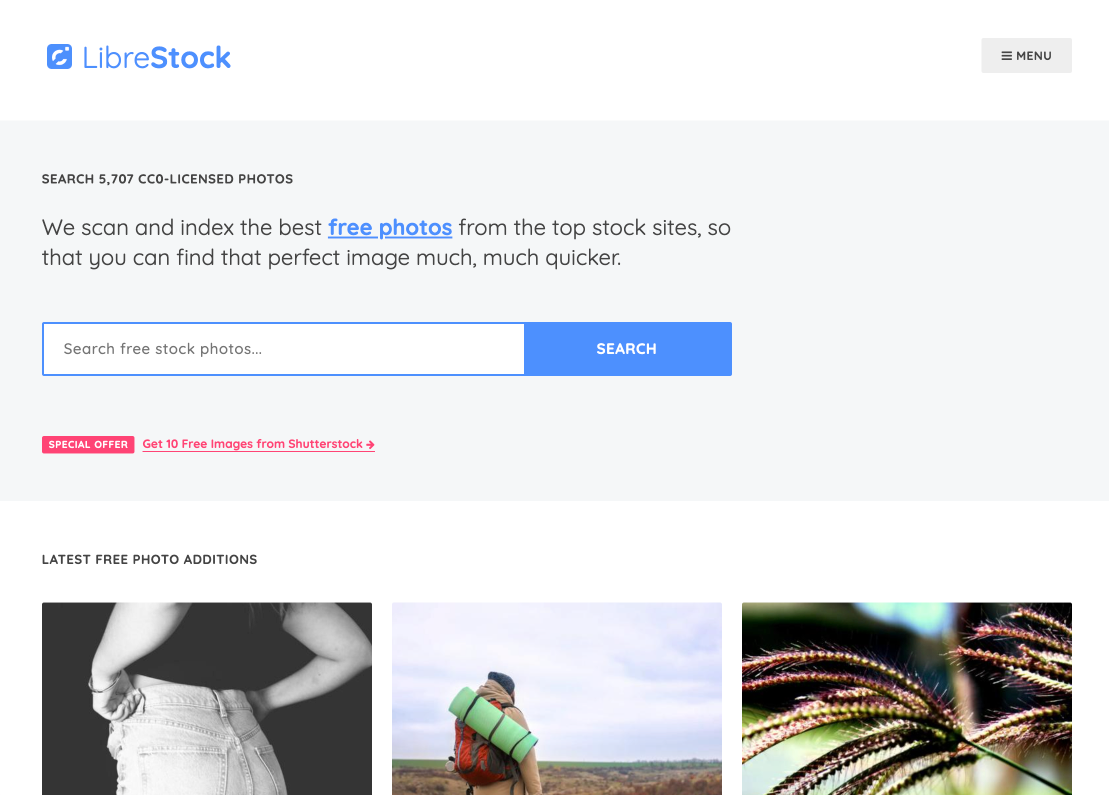 LibreStock
MENU
SEARCH 5,707 CC0-LICENSED PHOTOS
We scan and index the best free photos from the top stock sites, so
that you can find that perfect image much, much quicker.
Search free stock photos...
SEARCH
SPECIAL OFFER Get 10 Free Images from Shutterstock →
LATEST FREE PHOTO ADDITIONS